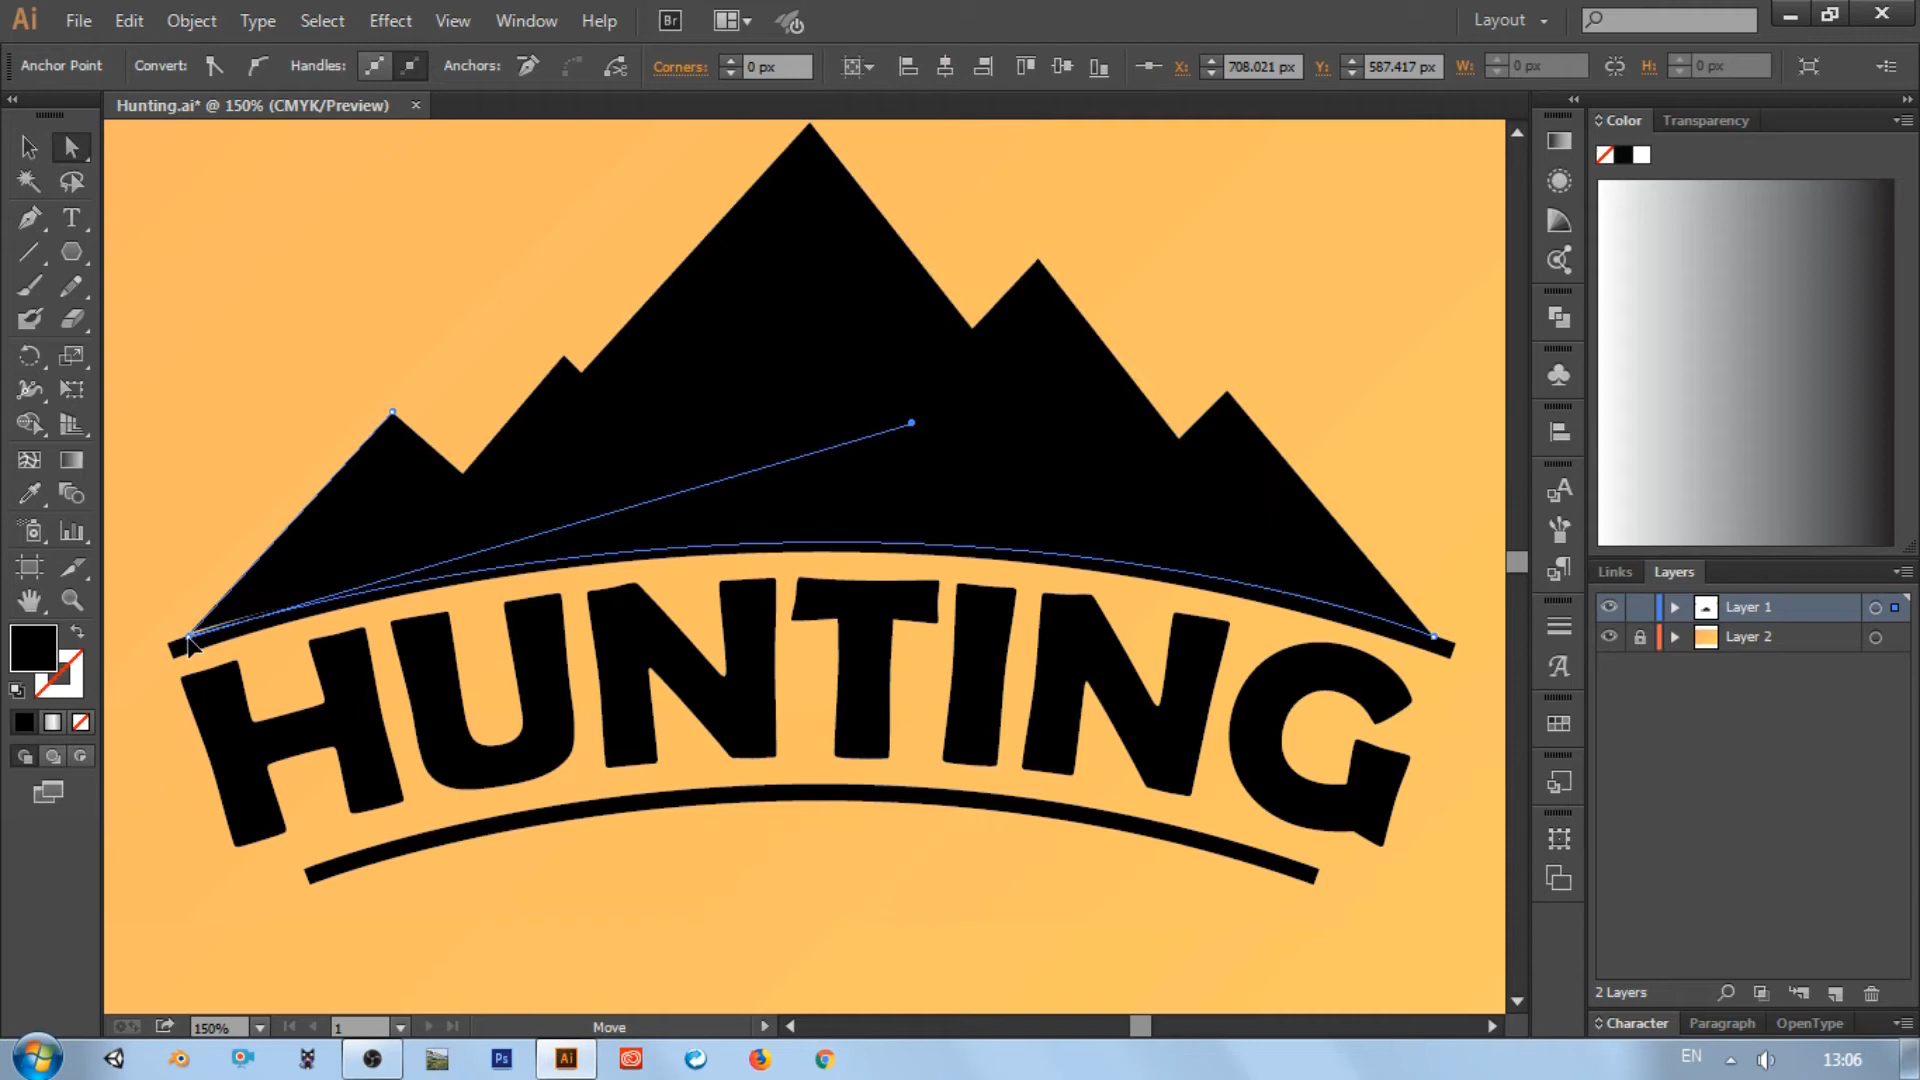 Ai File Edit Object Type Select Effect View Window Help Br Layout
Anchor Point Convert: Handles: Anchors: Corners: 0 px X: 708.021 px Y: 587.417 px W: 0 px H: 0 px
Hunting.ai* @ 150% (CMYK/Preview)
Color Transparency
HUNTING
Links Layers
Layer 1
Layer 2
2 Layers
150% 1 Move
Character Paragraph OpenType
Ps Ai EN 13:06